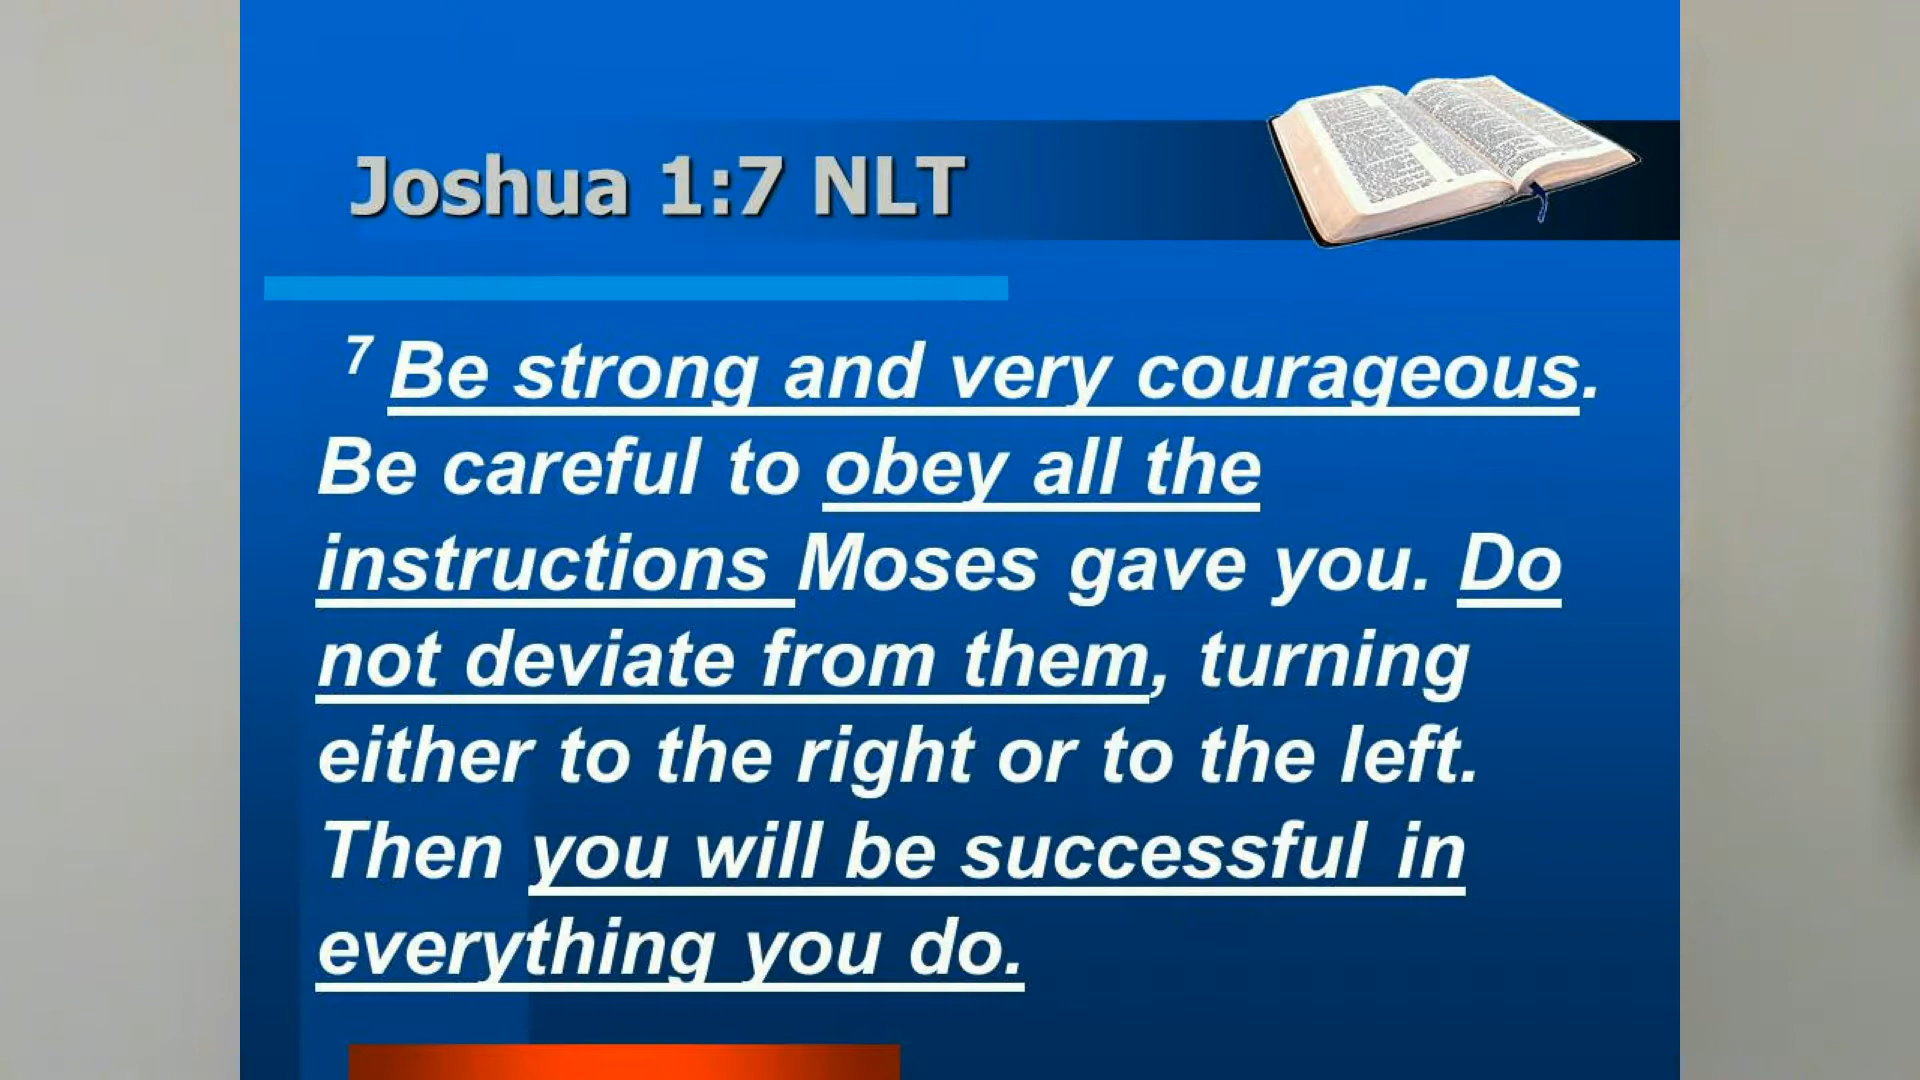 Joshua 1:7 NLT
7 Be strong and very courageous.
Be careful to obey all the
instructions Moses gave you. Do
not deviate from them, turning
either to the right or to the left.
Then you will be successful in
everything you do.